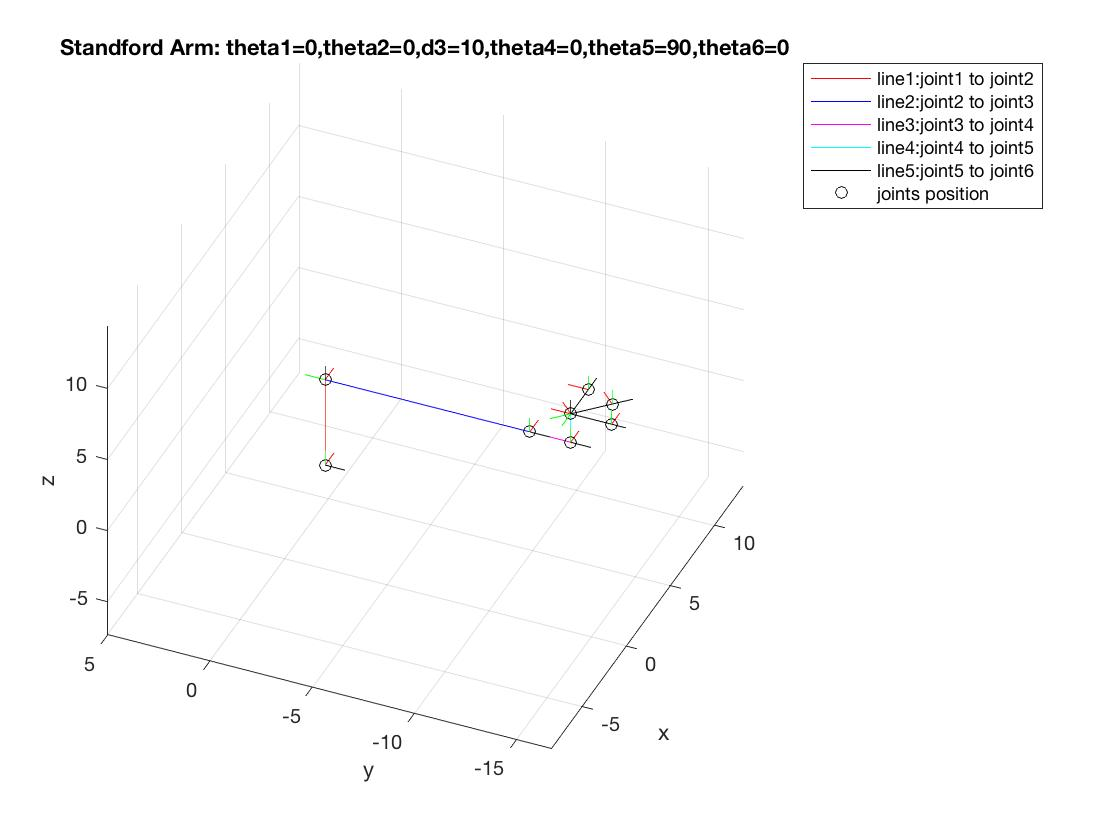 Standford Arm: theta1=0,theta2=0,d3=10,theta4=0,theta5=90,theta6=0
line1:joint1 to joint2
line2:joint2 to joint3
line3:joint3 to joint4
line4:joint4 to joint5
line5:joint5 to joint6
joints position
10
5
0
-5
z
5
0
-5
-10
-15
y
10
5
0
-5
x